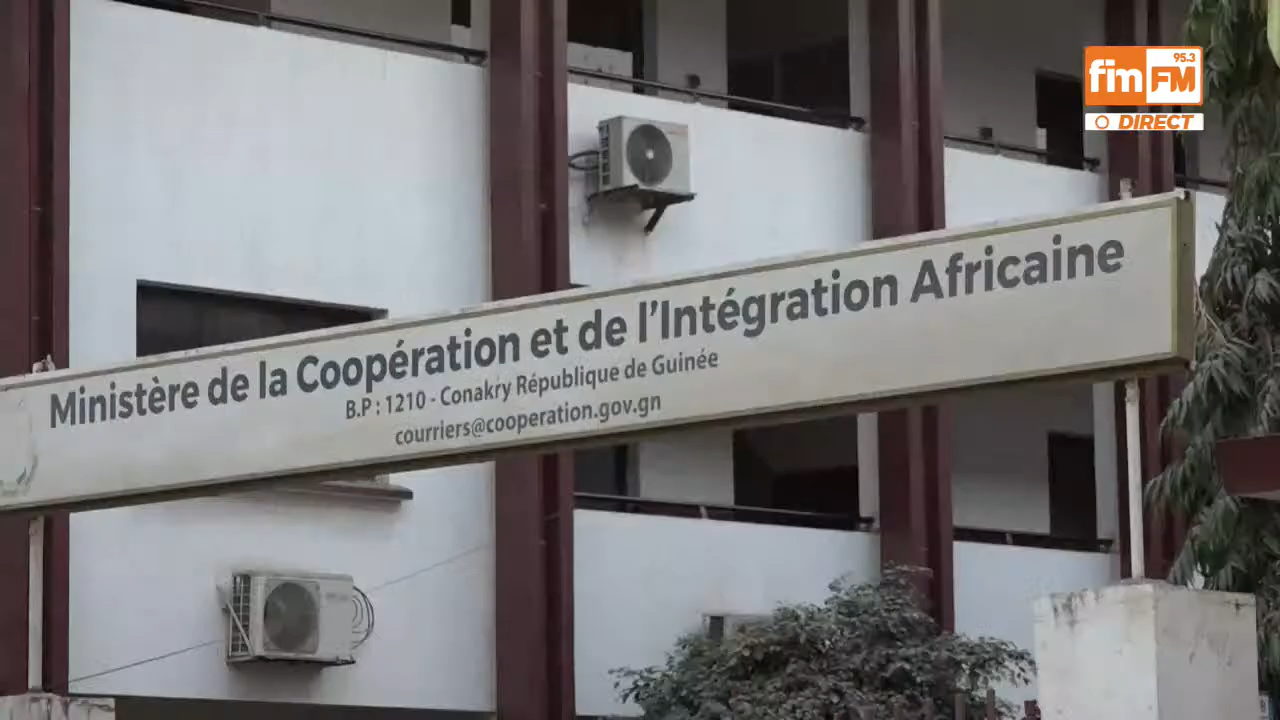 fim FM 95.3
DIRECT
Ministère de la Coopération et de l'Intégration Africaine
B.P : 1210 - Conakry République de Guinée
courriers@cooperation.gov.gn